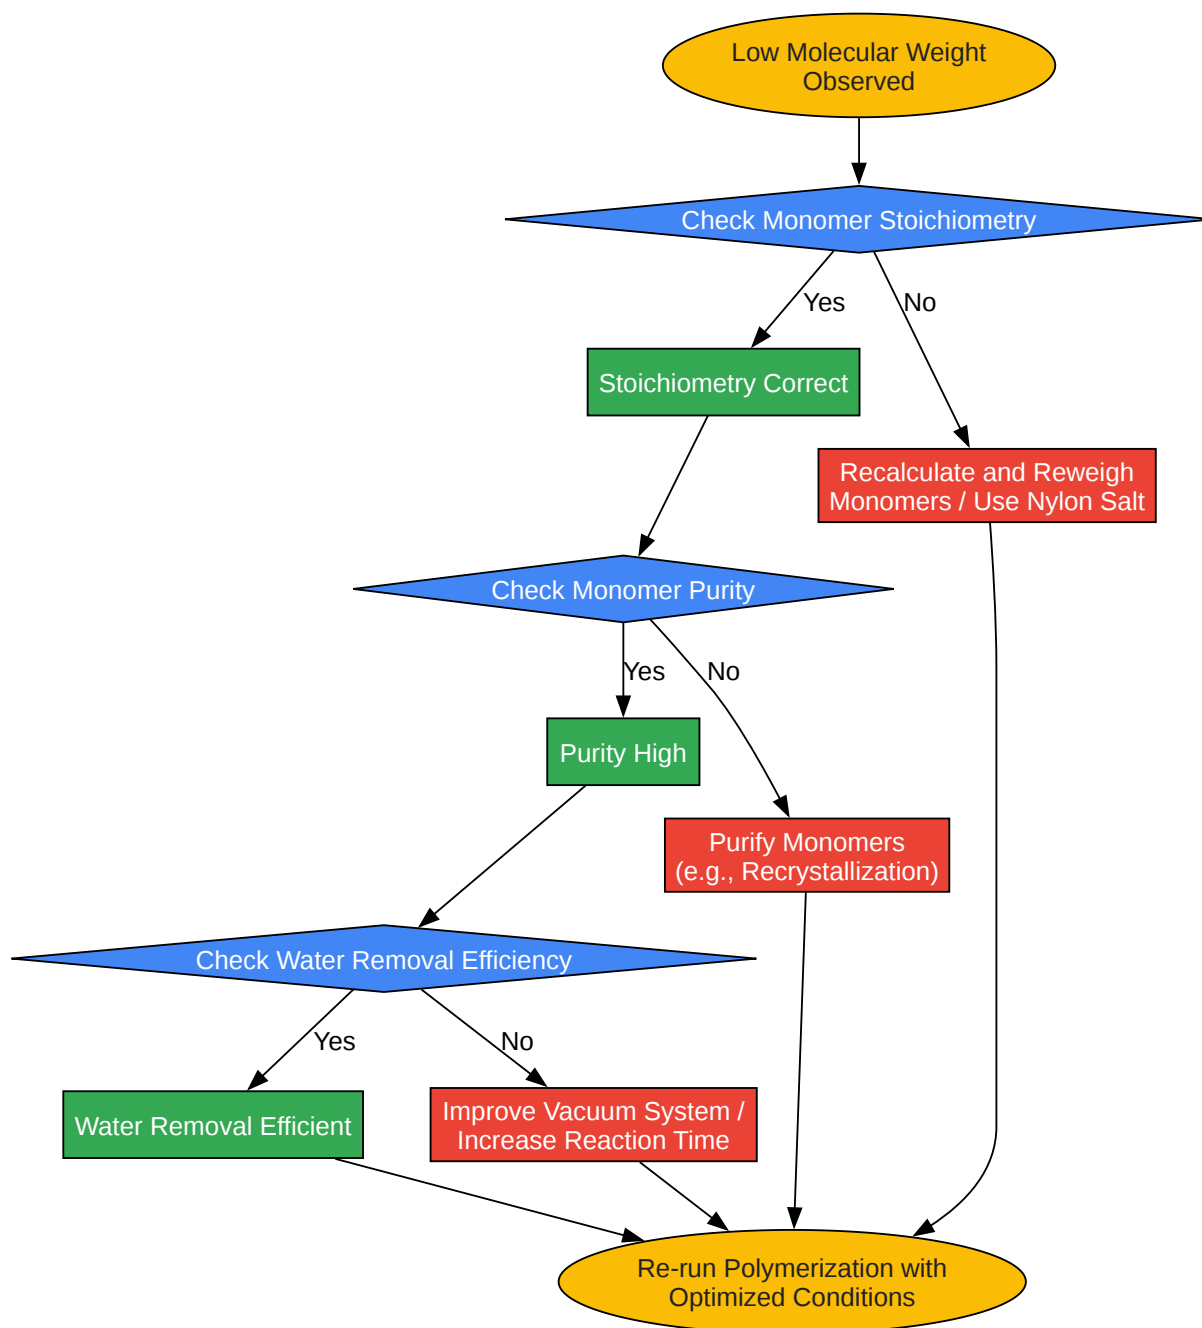 Low Molecular Weight
Observed
Check Monomer Stoichiometry
Yes
No
Stoichiometry Correct
Recalculate and Reweigh
Monomers / Use Nylon Salt
Check Monomer Purity
Yes
No
Purity High
Purify Monomers
(e.g., Recrystallization)
Check Water Removal Efficiency
Yes
No
Water Removal Efficient
Improve Vacuum System /
Increase Reaction Time
Re-run Polymerization with
Optimized Conditions